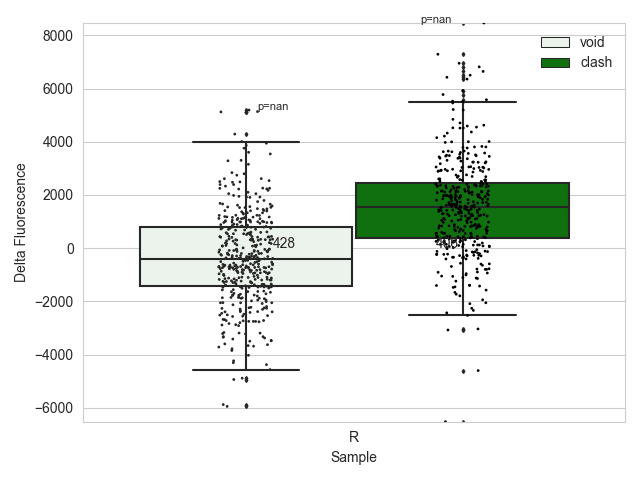 p=nan
8000
void
clash
6000
p=nan
4000
2000
428
0
−2000
−4000
−6000
Delta Fluorescence
R
Sample